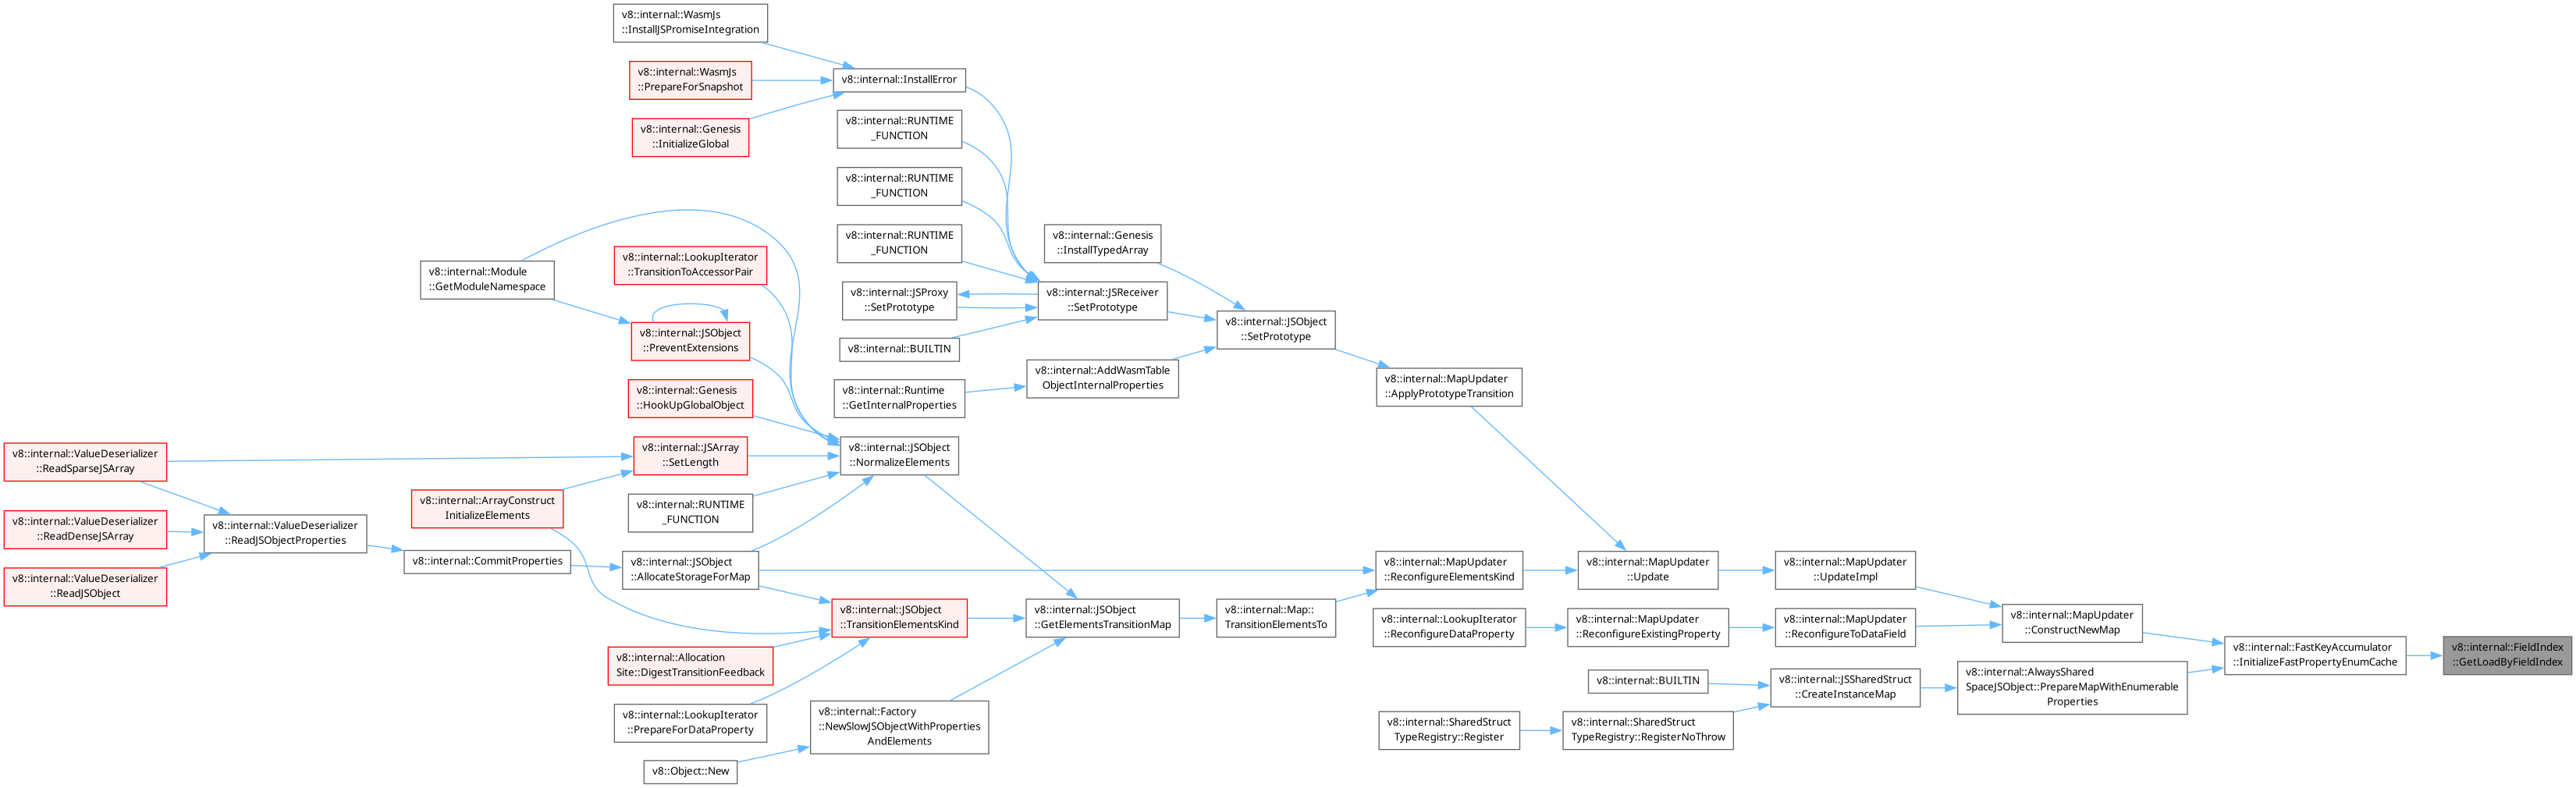 v8::internal::WasmJs
::InstallJSPromiseIntegration
v8::internal::WasmJs
::PrepareForSnapshot
v8::internal::InstallError
v8::internal::Genesis
::InitializeGlobal
v8::internal::RUNTIME
_FUNCTION
v8::internal::RUNTIME
_FUNCTION
v8::internal::RUNTIME
_FUNCTION
v8::internal::Genesis
::InstallTypedArray
v8::internal::LookupIterator
::TransitionToAccessorPair
v8::internal::Module
::GetModuleNamespace
v8::internal::JSProxy
::SetPrototype
v8::internal::JSReceiver
::SetPrototype
v8::internal::JSObject
::SetPrototype
v8::internal::JSObject
::PreventExtensions
v8::internal::BUILTIN
v8::internal::AddWasmTable
ObjectInternalProperties
v8::internal::MapUpdater
::ApplyPrototypeTransition
v8::internal::Genesis
::HookUpGlobalObject
v8::internal::Runtime
::GetInternalProperties
v8::internal::ValueDeserializer
::ReadSparseJSArray
v8::internal::JSArray
::SetLength
v8::internal::JSObject
::NormalizeElements
v8::internal::ArrayConstruct
InitializeElements
v8::internal::RUNTIME
_FUNCTION
v8::internal::ValueDeserializer
::ReadDenseJSArray
v8::internal::ValueDeserializer
::ReadJSObjectProperties
v8::internal::CommitProperties
v8::internal::JSObject
::AllocateStorageForMap
v8::internal::MapUpdater
::ReconfigureElementsKind
v8::internal::MapUpdater
::Update
v8::internal::MapUpdater
::UpdateImpl
v8::internal::ValueDeserializer
::ReadJSObject
v8::internal::JSObject
::TransitionElementsKind
v8::internal::JSObject
::GetElementsTransitionMap
v8::internal::Map::
TransitionElementsTo
v8::internal::LookupIterator
::ReconfigureDataProperty
v8::internal::MapUpdater
::ReconfigureExistingProperty
v8::internal::MapUpdater
::ReconfigureToDataField
v8::internal::MapUpdater
::ConstructNewMap
v8::internal::FastKeyAccumulator
::InitializeFastPropertyEnumCache
v8::internal::FieldIndex
::GetLoadByFieldIndex
v8::internal::Allocation
Site::DigestTransitionFeedback
v8::internal::BUILTIN
v8::internal::JSSharedStruct
::CreateInstanceMap
v8::internal::AlwaysShared
SpaceJSObject::PrepareMapWithEnumerable
Properties
v8::internal::LookupIterator
::PrepareForDataProperty
v8::internal::Factory
::NewSlowJSObjectWithProperties
AndElements
v8::internal::SharedStruct
TypeRegistry::Register
v8::internal::SharedStruct
TypeRegistry::RegisterNoThrow
v8::Object::New